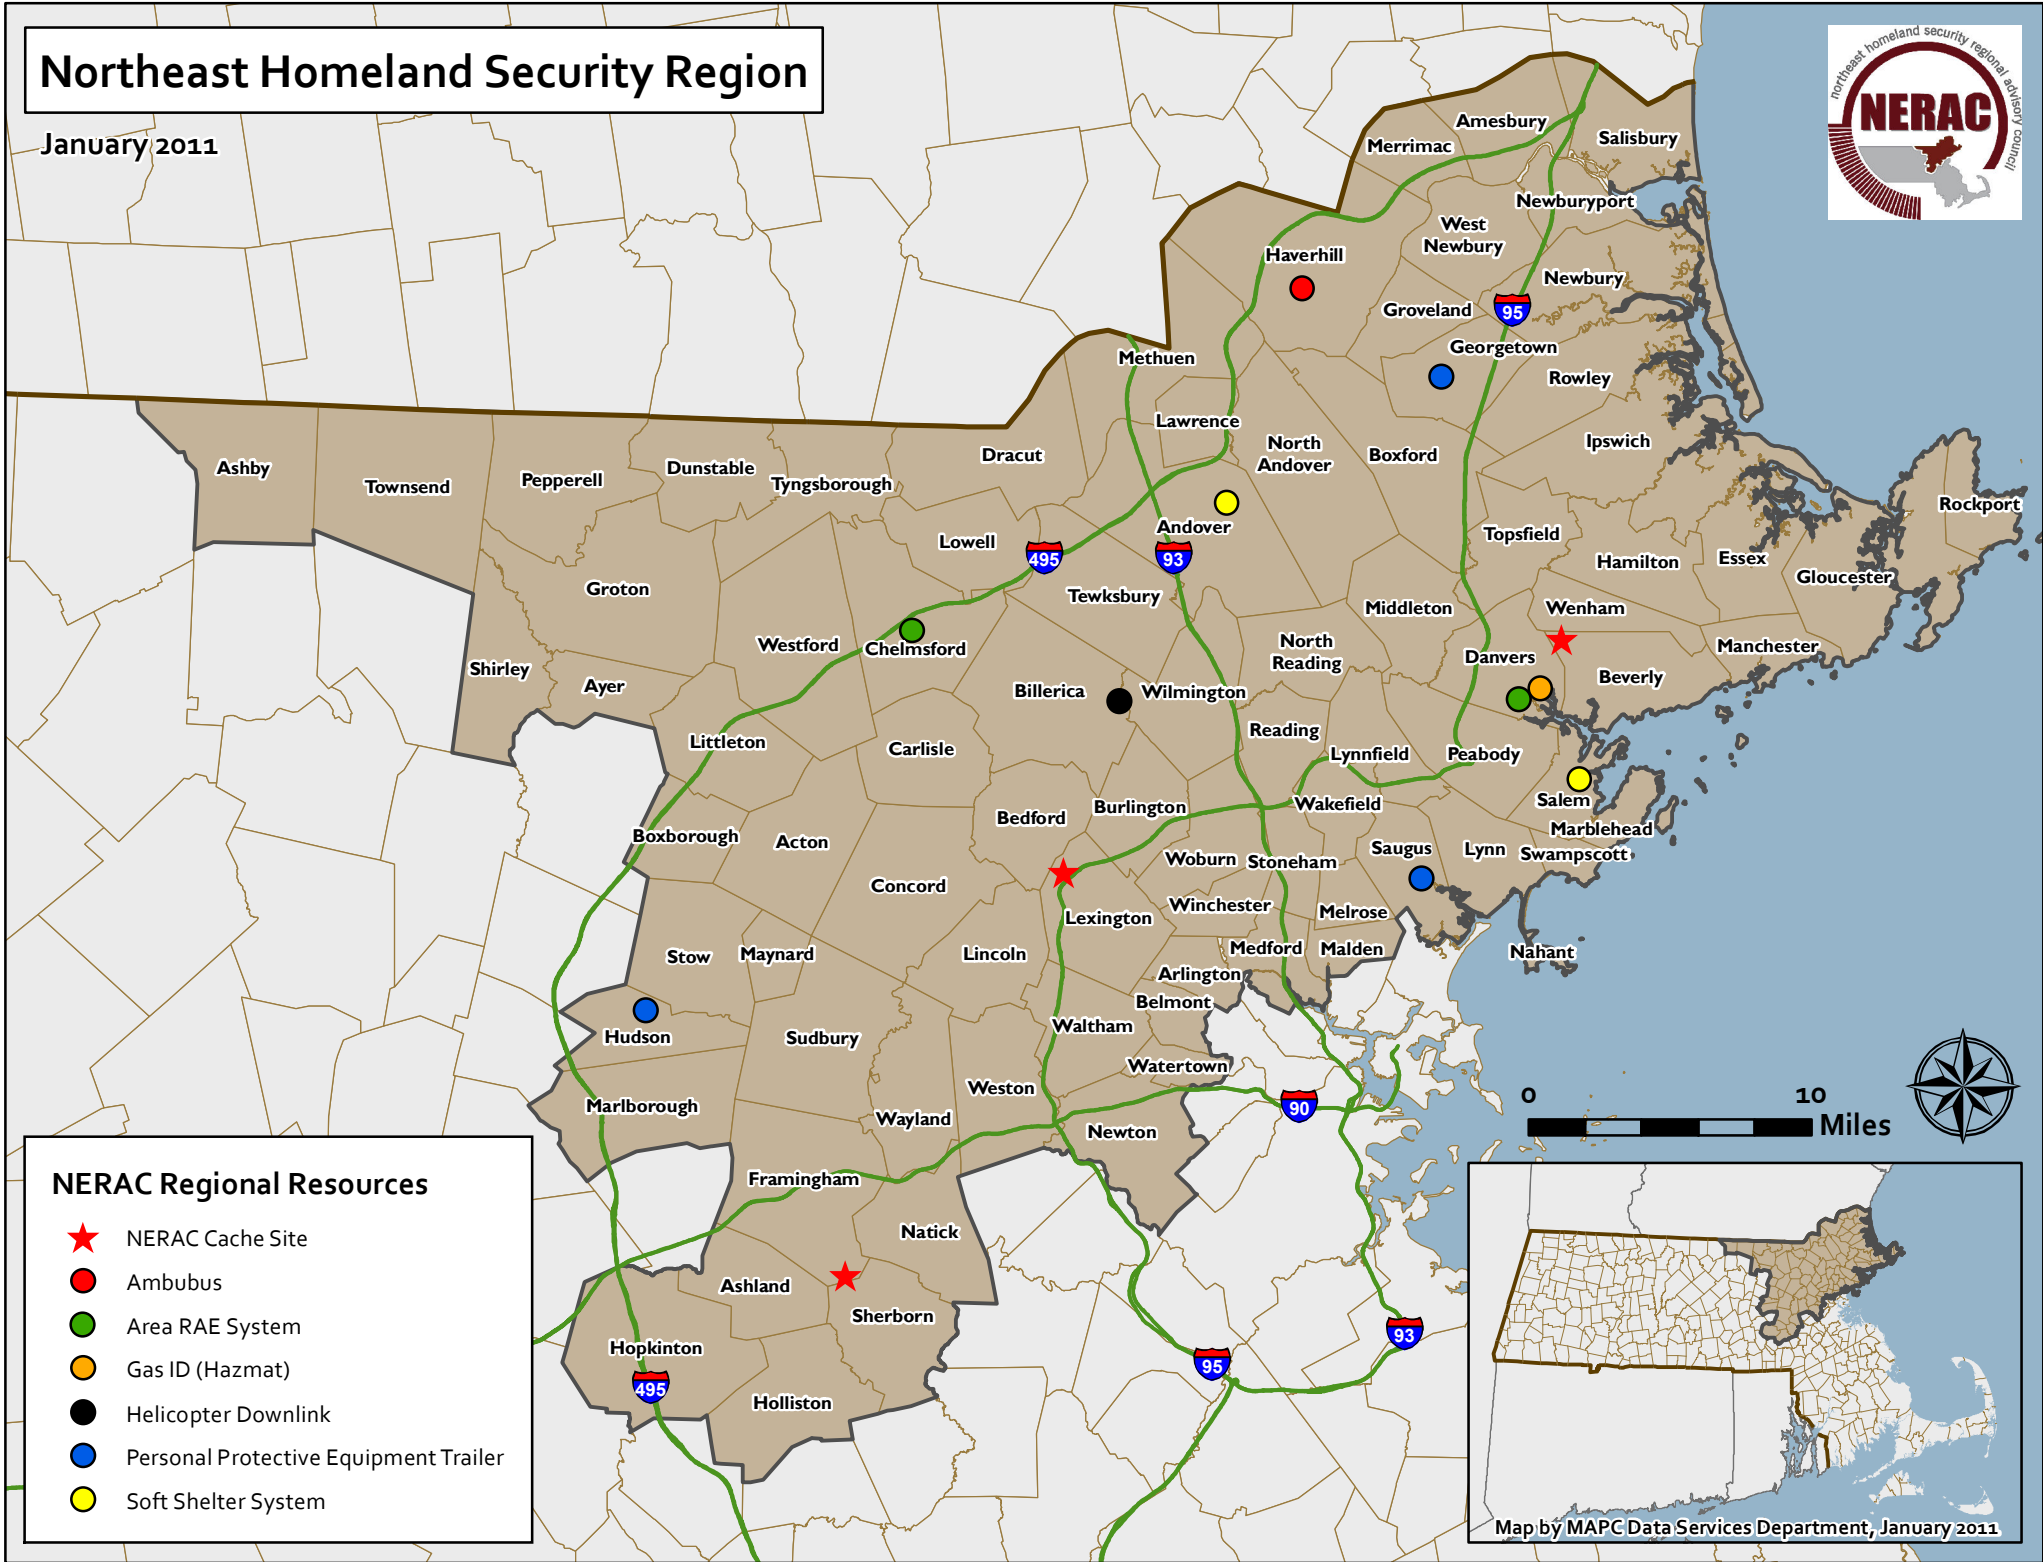 Northeast Homeland Security Region
January 2011
northeast homeland security regional advisory council
NERAC
Amesbury
Salisbury
Merrimac
Newburyport
West
Newbury
Haverhill
Newbury
Groveland
95
Georgetown
Methuen
Rowley
Lawrence
Ipswich
North
Andover
Boxford
Dracut
Ashby
Dunstable
Pepperell
Tyngsborough
Townsend
Rockport
Andover
Topsfield
Lowell
495
93
Hamilton
Essex
Gloucester
Groton
Tewksbury
Middleton
Wenham
Westford
Chelmsford
North
Reading
Manchester
Danvers
Shirley
Beverly
Ayer
Billerica
Wilmington
Reading
Littleton
Carlisle
Lynnfield
Peabody
Salem
Wakefield
Burlington
Bedford
Marblehead
Boxborough
Acton
Saugus
Lynn
Swampscott
Woburn
Stoneham
Concord
Winchester
Melrose
Lexington
Medford
Malden
Nahant
Stow
Maynard
Lincoln
Arlington
Belmont
Waltham
Hudson
Sudbury
Watertown
Weston
Marlborough
Wayland
90
Newton
0 10
Miles
Framingham
Natick
Ashland
Sherborn
Hopkinton
93
95
495
Holliston
NERAC Regional Resources
NERAC Cache Site
Ambubus
Area RAE System
Gas ID (Hazmat)
Helicopter Downlink
Personal Protective Equipment Trailer
Soft Shelter System
Map by MAPC Data Services Department, January 2011